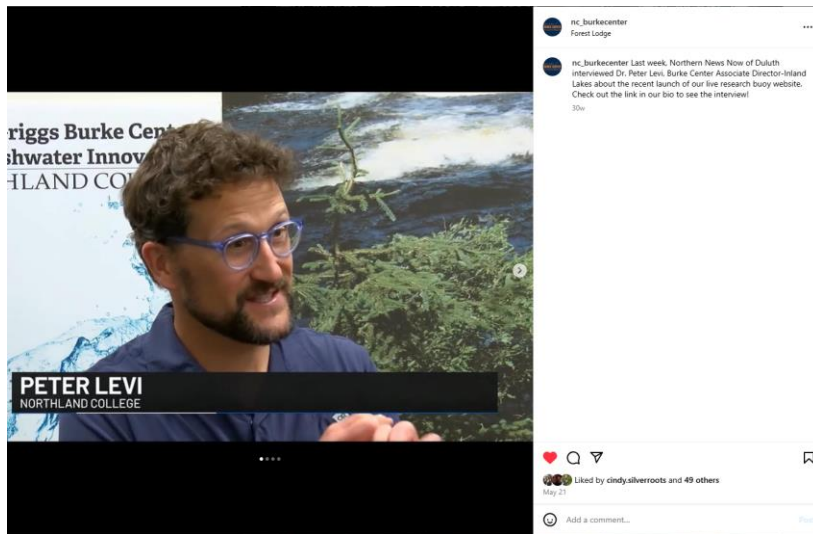 riggs Burke Cen
shwater Innov
HLAND CO
PETER LEVI
NORTHLAND COLLEGE
nc_burkecenter
Forest Lodge
nc_burkecenter Last week, Northern News Now of Duluth
interviewed Dr. Peter Levi, Burke Center Associate Director-Inland
Lakes about the recent launch of our live research buoy website.
Check out the link in our bio to see the interview!
30w
Liked by cindy.silverroots and 49 others
May 21
Add a comment...